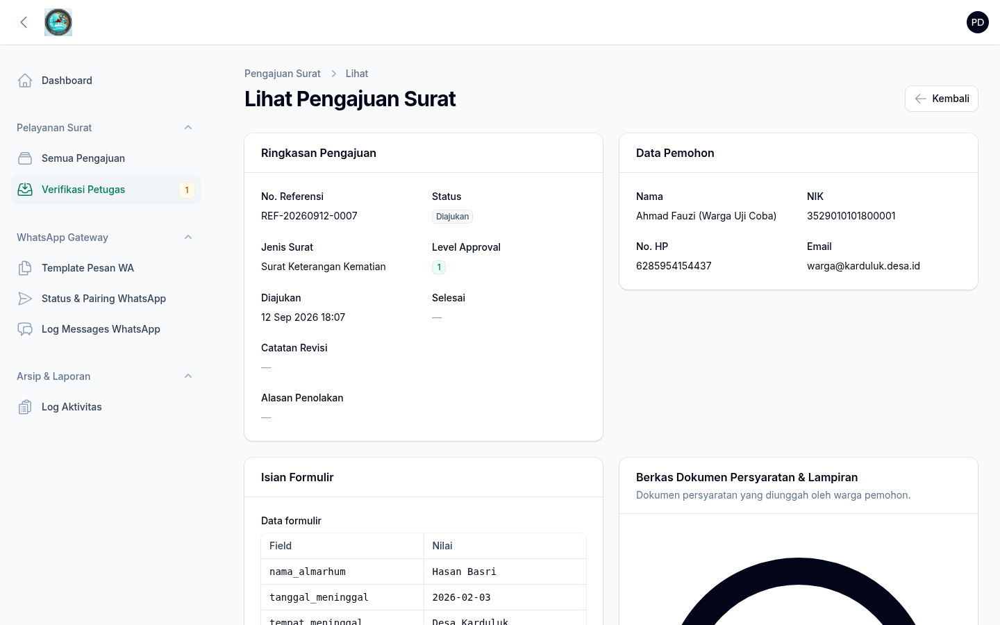 PD
Dashboard
Pelayanan Surat
Semua Pengajuan
Verifikasi Petugas
1
WhatsApp Gateway
Template Pesan WA
Status & Pairing WhatsApp
Log Messages WhatsApp
Arsip & Laporan
Log Aktivitas
Pengajuan Surat > Lihat
Lihat Pengajuan Surat
Kembali
Ringkasan Pengajuan
No. Referensi
REF-20260912-0007
Status
Diajukan
Jenis Surat
Surat Keterangan Kematian
Level Approval
1
Diajukan
12 Sep 2026 18:07
Selesai
—
Catatan Revisi
—
Alasan Penolakan
—
Data Pemohon
Nama
Ahmad Fauzi (Warga Uji Coba)
NIK
3529010101800001
No. HP
6285954154437
Email
warga@karduluk.desa.id
Isian Formulir
Data formulir
Field Nilai
nama_almarhum Hasan Basri
tanggal_meninggal 2026-02-03
tempat_meninggal Desa Karduluk
Berkas Dokumen Persyaratan & Lampiran
Dokumen persyaratan yang diunggah oleh warga pemohon.